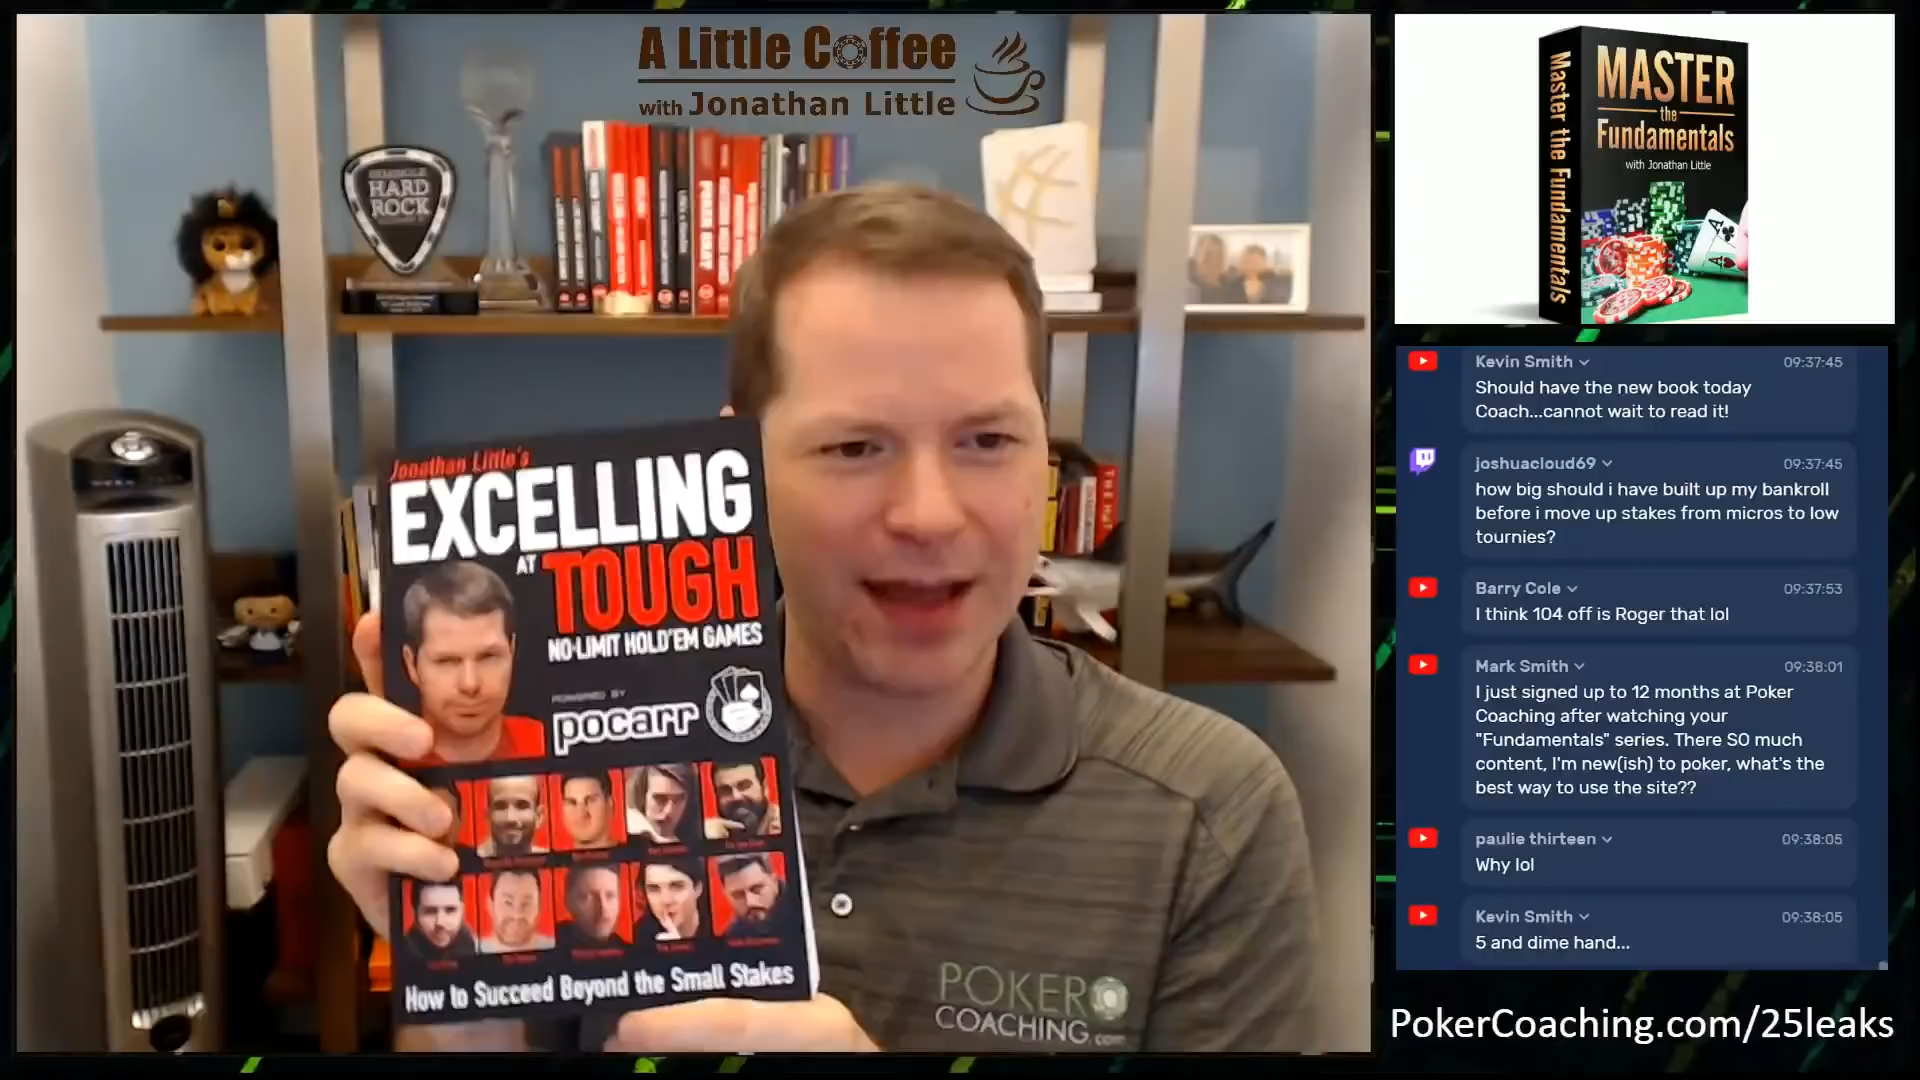 A Little Coffee
with Jonathan Little
HARD
ROCK
Jonathan Little's
EXCELLING
AT TOUGH
NO-LIMIT HOLD'EM GAMES
POWERED BY
pocarr
How to Succeed Beyond the Small Stakes
POKER
COACHING.com
Master the Fundamentals
MASTER
the
Fundamentals
with Jonathan Little
Kevin Smith 09:37:45
Should have the new book today
Coach...cannot wait to read it!
joshuacloud69 09:37:45
how big should i have built up my bankroll
before i move up stakes from micros to low
tournies?
Barry Cole 09:37:53
I think 104 off is Roger that lol
Mark Smith 09:38:01
I just signed up to 12 months at Poker
Coaching after watching your
"Fundamentals" series. There SO much
content, I'm new(ish) to poker, what's the
best way to use the site??
paulie thirteen 09:38:05
Why lol
Kevin Smith 09:38:05
5 and dime hand...
PokerCoaching.com/25leaks